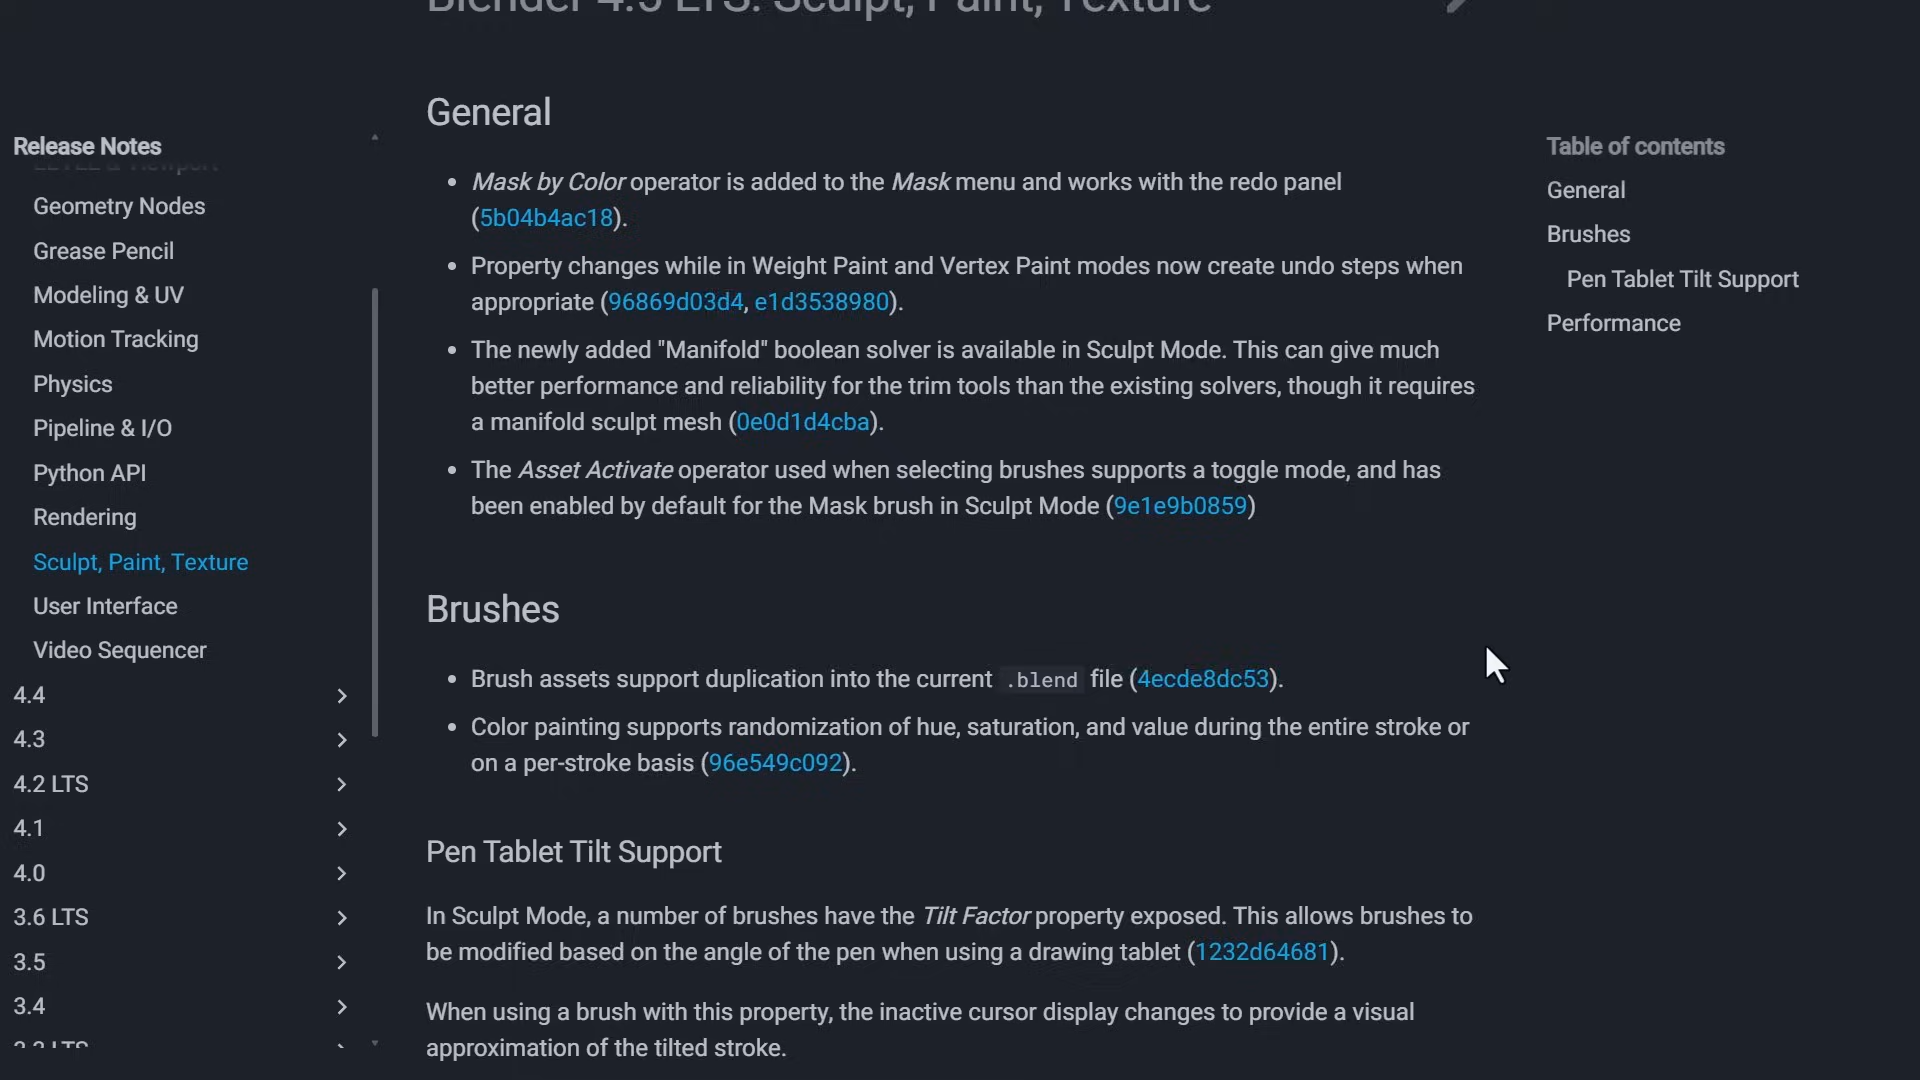 Blender 4.5 LTS: Sculpt, Paint, Texture
Release Notes
Geometry Nodes
Grease Pencil
Modeling & UV
Motion Tracking
Physics
Pipeline & I/O
Python API
Rendering
Sculpt, Paint, Texture
User Interface
Video Sequencer
4.4
4.3
4.2 LTS
4.1
4.0
3.6 LTS
3.5
3.4
General
Mask by Color operator is added to the Mask menu and works with the redo panel
(5b04b4ac18).
Property changes while in Weight Paint and Vertex Paint modes now create undo steps when
appropriate (96869d03d4, e1d3538980).
The newly added "Manifold" boolean solver is available in Sculpt Mode. This can give much
better performance and reliability for the trim tools than the existing solvers, though it requires
a manifold sculpt mesh (0e0d1d4cba).
The Asset Activate operator used when selecting brushes supports a toggle mode, and has
been enabled by default for the Mask brush in Sculpt Mode (9e1e9b0859)
Brushes
Brush assets support duplication into the current .blend file (4ecde8dc53).
Color painting supports randomization of hue, saturation, and value during the entire stroke or
on a per-stroke basis (96e549c092).
Pen Tablet Tilt Support
In Sculpt Mode, a number of brushes have the Tilt Factor property exposed. This allows brushes to
be modified based on the angle of the pen when using a drawing tablet (1232d64681).
When using a brush with this property, the inactive cursor display changes to provide a visual
approximation of the tilted stroke.
Table of contents
General
Brushes
Pen Tablet Tilt Support
Performance